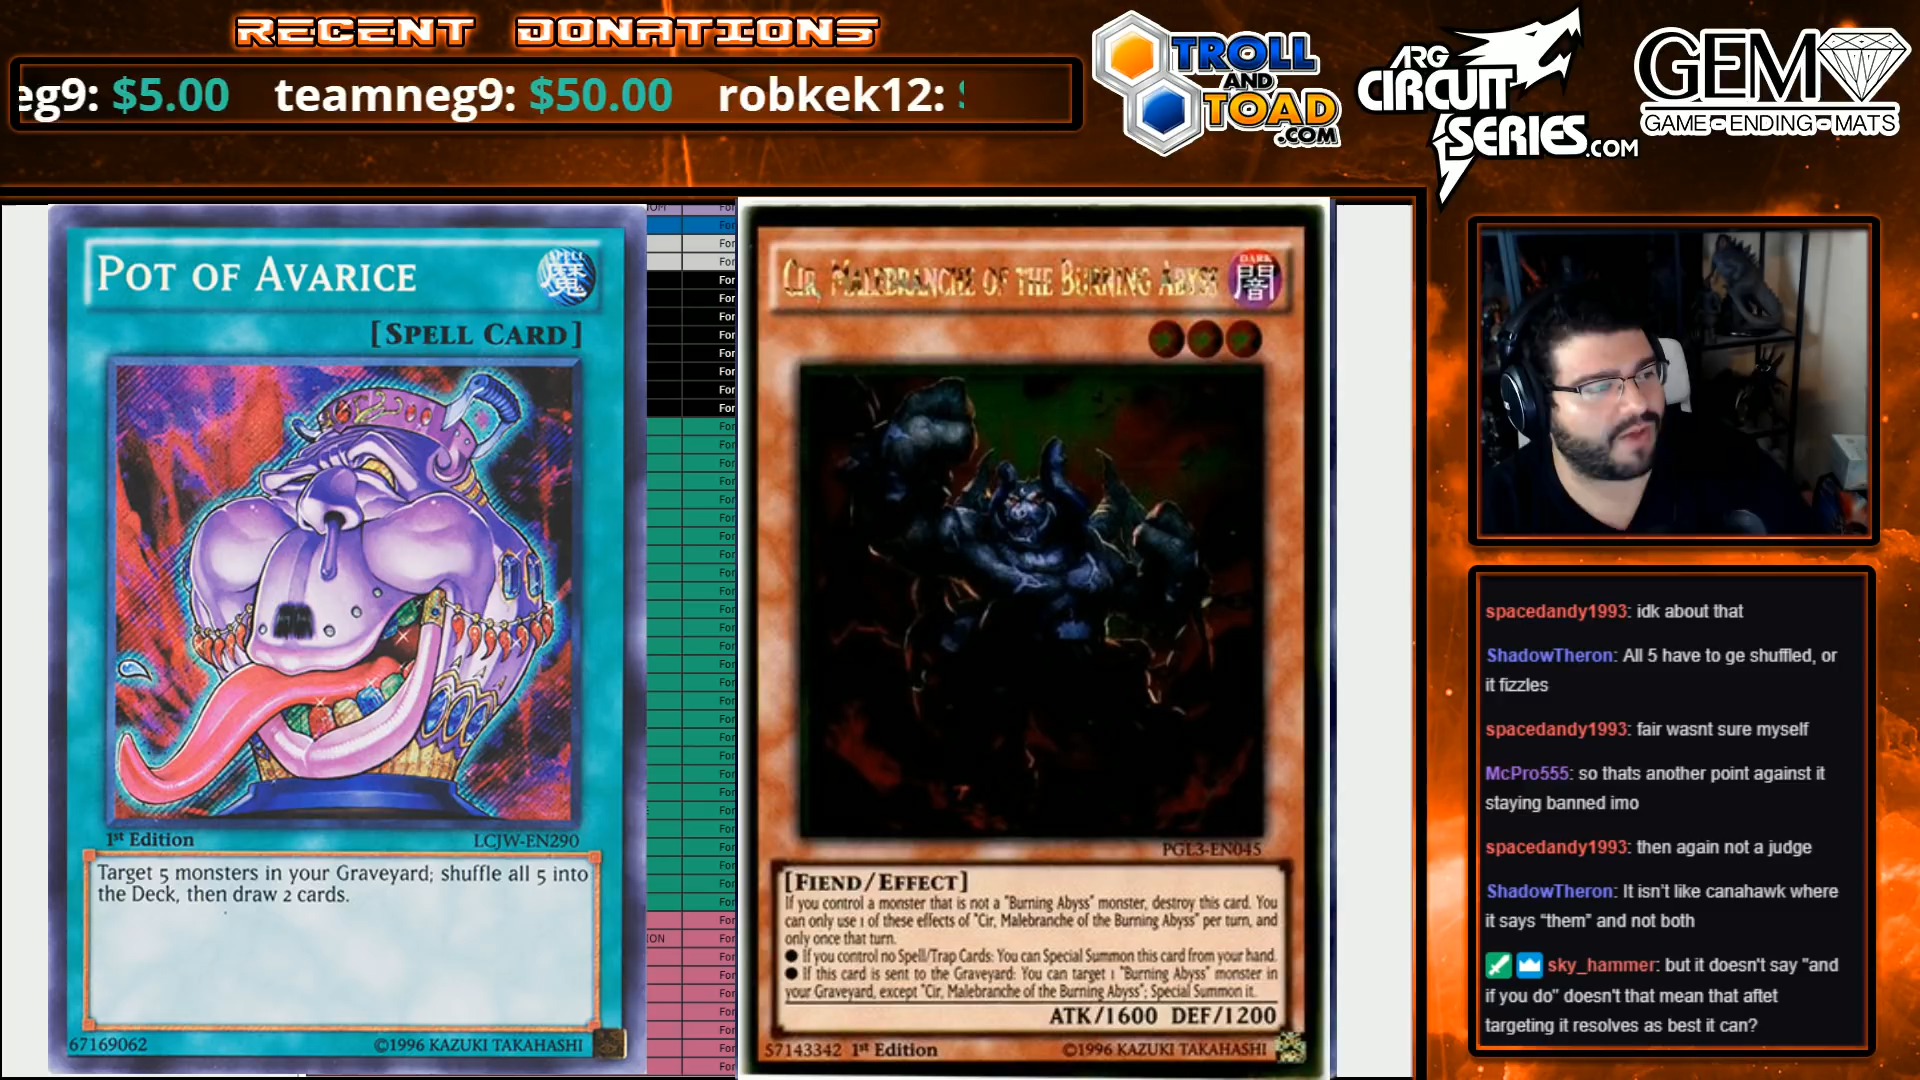 RECENT DONATIONS
eg9: $5.00 teamneg9: $50.00 robkek12:
TROLL
AND
TOAD
.COM
ARG
CIRCUIT
SERIES.COM
GEM
GAME-ENDING-MATS
POT OF AVARICE
SPELL
魔
[SPELL CARD]
1st Edition LCJW-EN290
Target 5 monsters in your Graveyard; shuffle all 5 into
the Deck, then draw 2 cards.
67169062 ©1996 KAZUKI TAKAHASHI
ION
For
CIR, MALEBRANCHE OF THE BURNING ABYSS
DARK
闇
PGL3-EN045
[FIEND/EFFECT]
If you control a monster that is not a "Burning Abyss" monster, destroy this card. You
can only use 1 of these effects of "Cir, Malebranche of the Burning Abyss" per turn, and
only once that turn.
● If you control no Spell/Trap Cards: You can Special Summon this card from your hand.
● If this card is sent to the Graveyard: You can target 1 "Burning Abyss" monster in
your Graveyard, except "Cir, Malebranche of the Burning Abyss"; Special Summon it.
ATK/1600 DEF/1200
57143342 1st Edition ©1996 KAZUKI TAKAHASHI
spacedandy1993: idk about that
ShadowTheron: All 5 have to ge shuffled, or
it fizzles
spacedandy1993: fair wasnt sure myself
McPro555: so thats another point against it
staying banned imo
spacedandy1993: then again not a judge
ShadowTheron: It isn't like canahawk where
it says “them” and not both
sky_hammer: but it doesn't say "and
if you do" doesn't that mean that aftet
targeting it resolves as best it can?